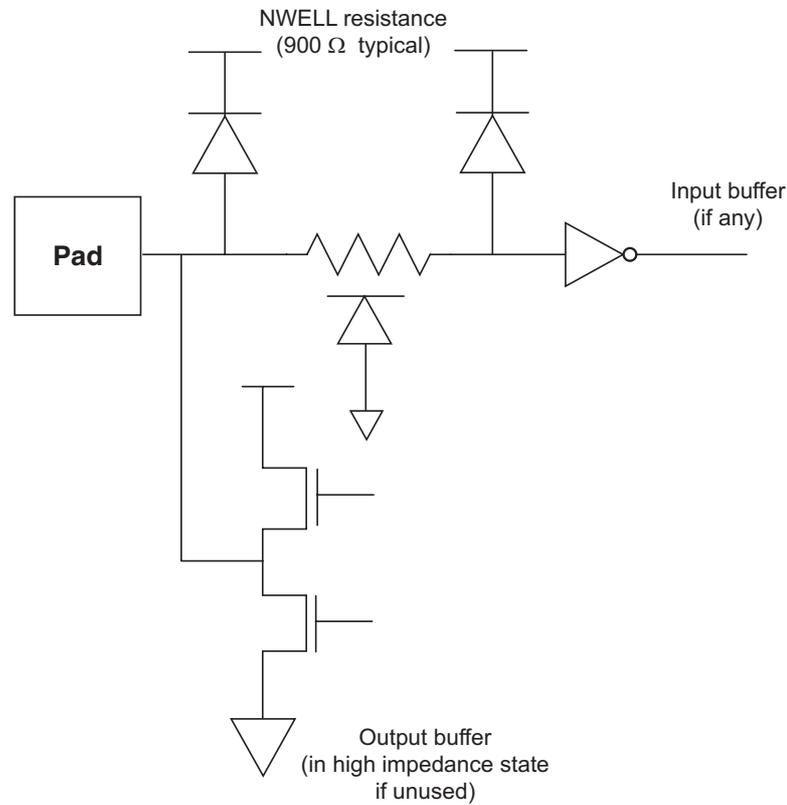 NWELL resistance
(900 Ω typical)
Input buffer
(if any)
Pad
Output buffer
(in high impedance state
if unused)